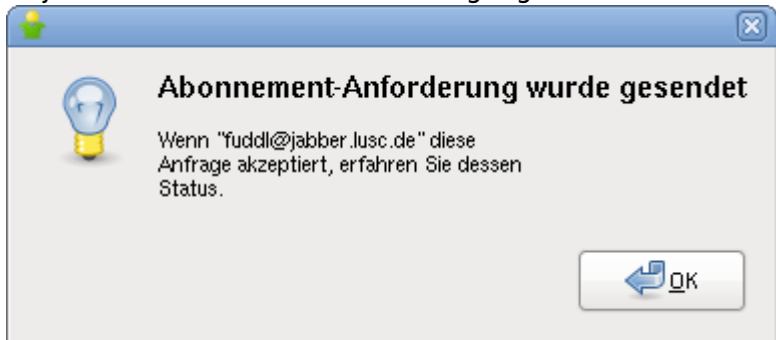 Abonnement-Anforderung wurde gesendet
Wenn "fuddl@jabber.lusc.de" diese
Anfrage akzeptiert, erfahren Sie dessen
Status.
OK